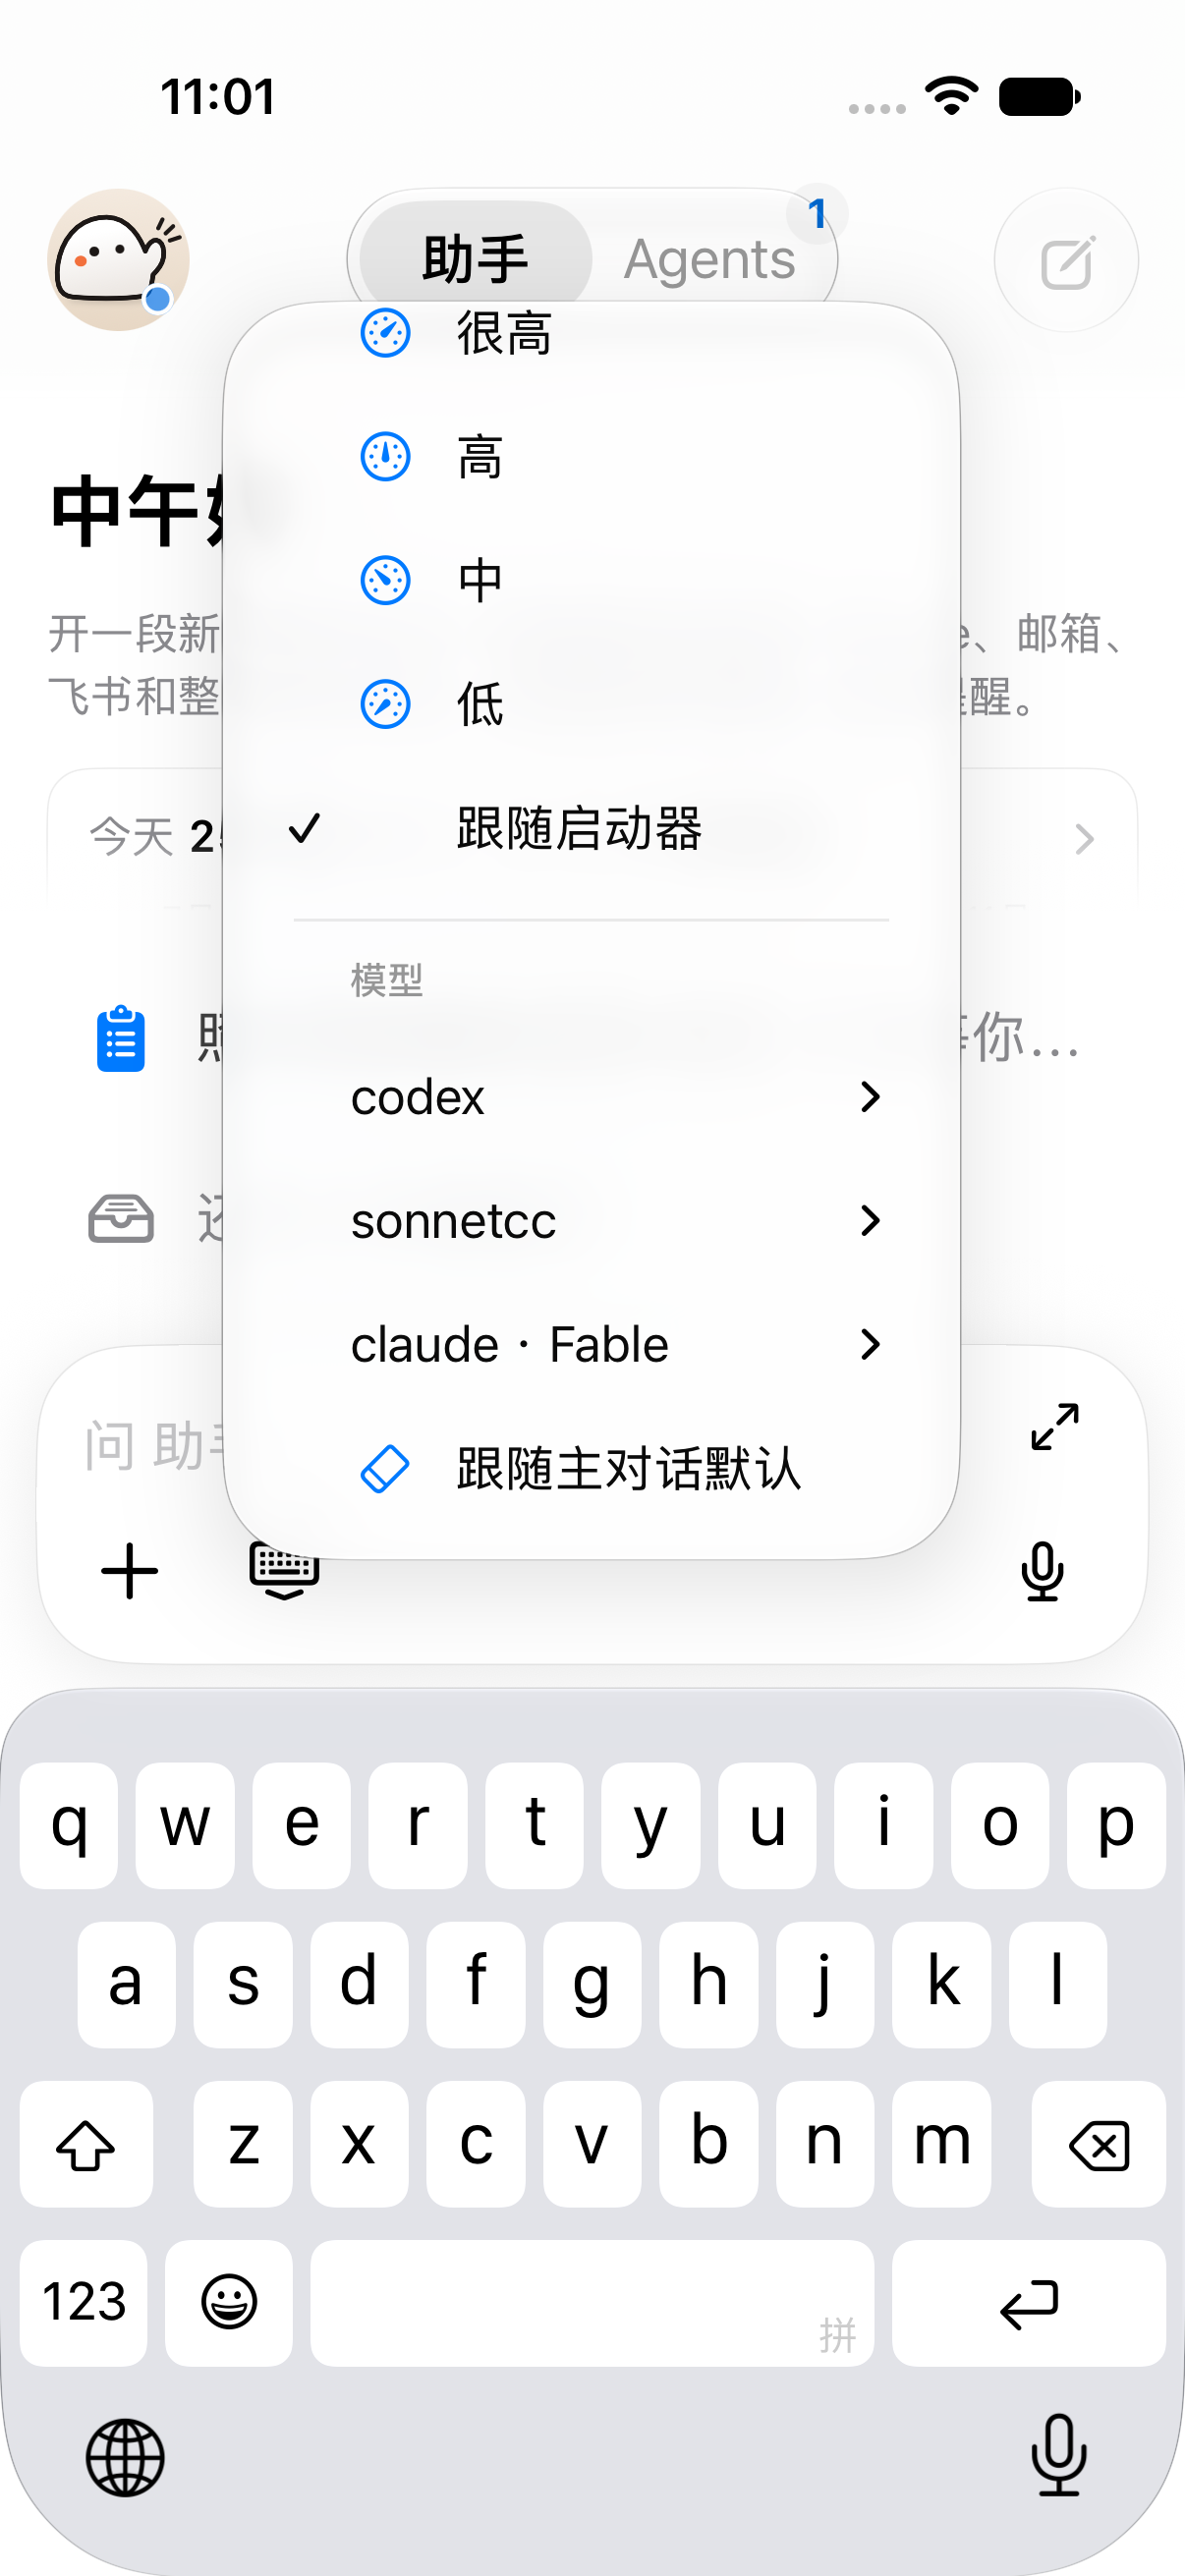 11:01
助手
Agents
1
很高
高
中午
中
开一段新
、邮箱、
低
飞书和整
醒。
跟随启动器
今天 2
模型
你...
codex
sonnetcc
claude · Fable
问 助
跟随主对话默认
q w e r t y u i o p
a s d f g h j k l
z x c v b n m
123
拼